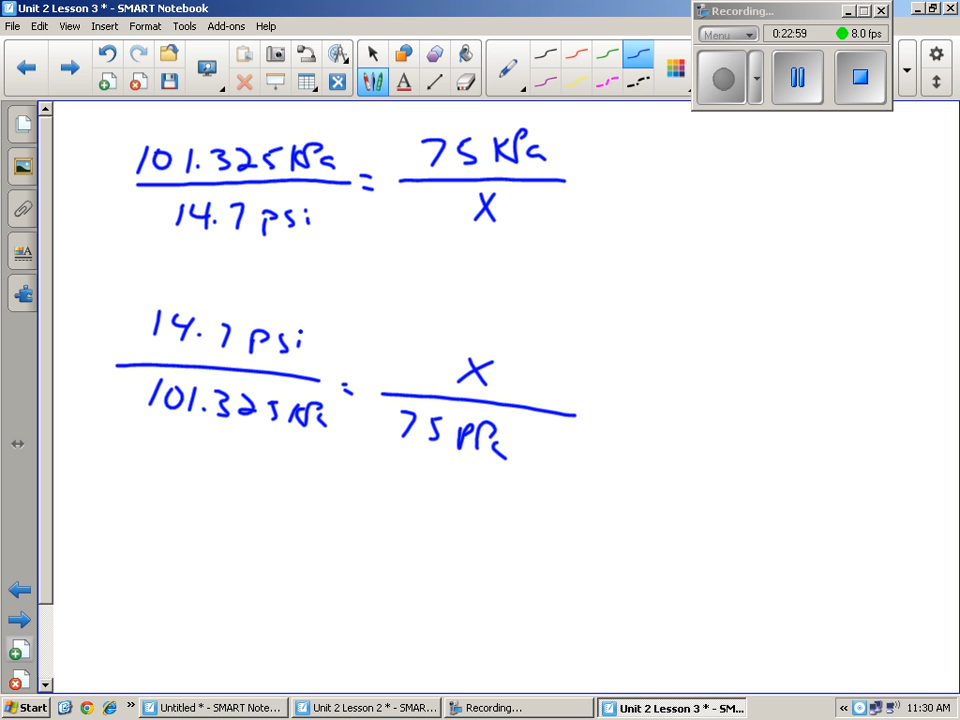 Unit 2 Lesson 3 * - SMART Notebook
Recording...
File Edit View Insert Format Tools Add-ons Help
Menu
0:22:59
8.0 fps
A
101.325 kPa = 75 kPa
14.7 psi X
14.7 psi = X
101.325 kPa 75 PPa
Start
»
Untitled * - SMART Note...
Unit 2 Lesson 2 * - SMART...
Recording...
Unit 2 Lesson 3 * - SM...
«
11:30 AM